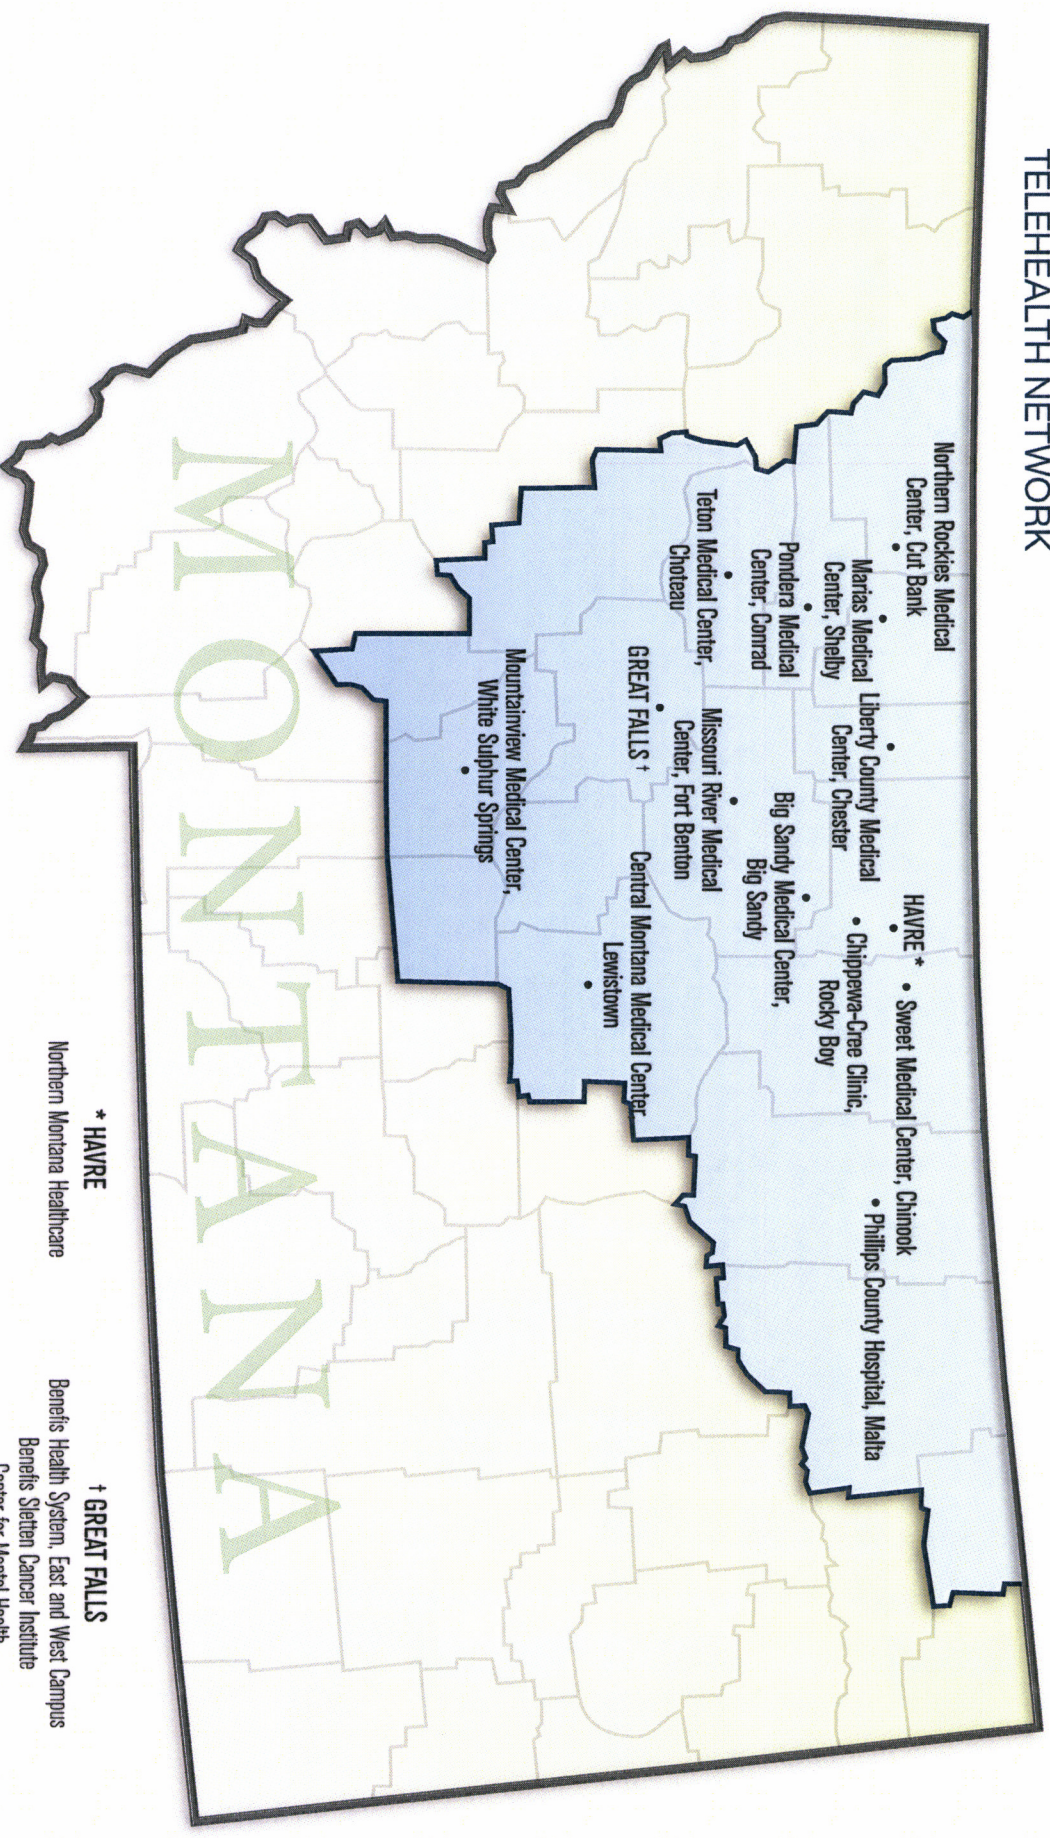 TELEHEALTH NETWORK
Northern Rockies Medical
Center, Cut Bank
Marias Medical
Center, Shelby
Liberty County Medical
Center, Chester
HAVRE *
Sweet Medical Center, Chinook
Chippewa-Cree Clinic,
Rocky Boy
Phillips County Hospital, Malta
Pondera Medical
Center, Conrad
Big Sandy Medical Center,
Big Sandy
Teton Medical Center,
Choteau
Missouri River Medical
Center, Fort Benton
GREAT FALLS †
Central Montana Medical Center,
Lewistown
Mountainview Medical Center,
White Sulphur Springs
MONTANA
* HAVRE
Northern Montana Healthcare
† GREAT FALLS
Benefis Health System, East and West Campus
Benefis Sletten Cancer Institute
Center for Mental Health